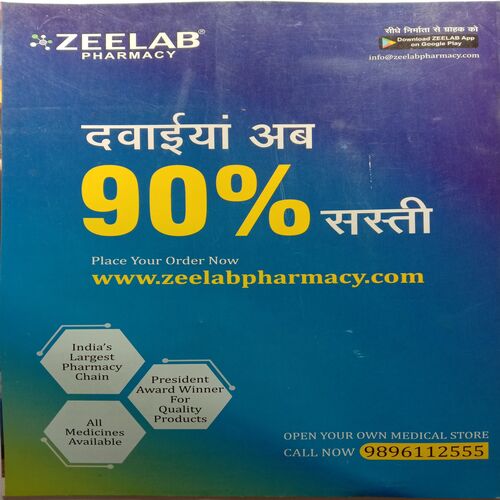 ZEELAB®
PHARMACY
सीधे निर्माता से ग्राहक को
Download ZEELAB App
on Google Play
info@zeelabpharmacy.com
दवाईयां अब
90% सस्ती
Place Your Order Now
www.zeelabpharmacy.com
India's
Largest
Pharmacy
Chain
President
Award Winner
For
Quality
Products
All
Medicines
Available
OPEN YOUR OWN MEDICAL STORE
CALL NOW 9896112555